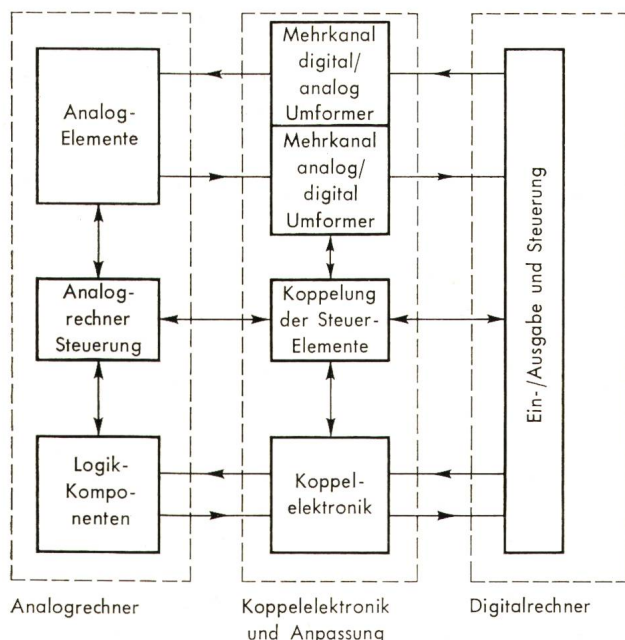 Analog-
Elemente
Analog-
rechner
Steuerung
Logik-
Kompo-
nenten
Analogrechner
Mehrkanal
digital/
analog
Umformer
Mehrkanal
analog/
digital
Umformer
Koppelung
der Steuer-
Elemente
Koppel-
elektronik
Koppelelektronik
und Anpassung
Ein-/Ausgabe und Steuerung
Digitalrechner